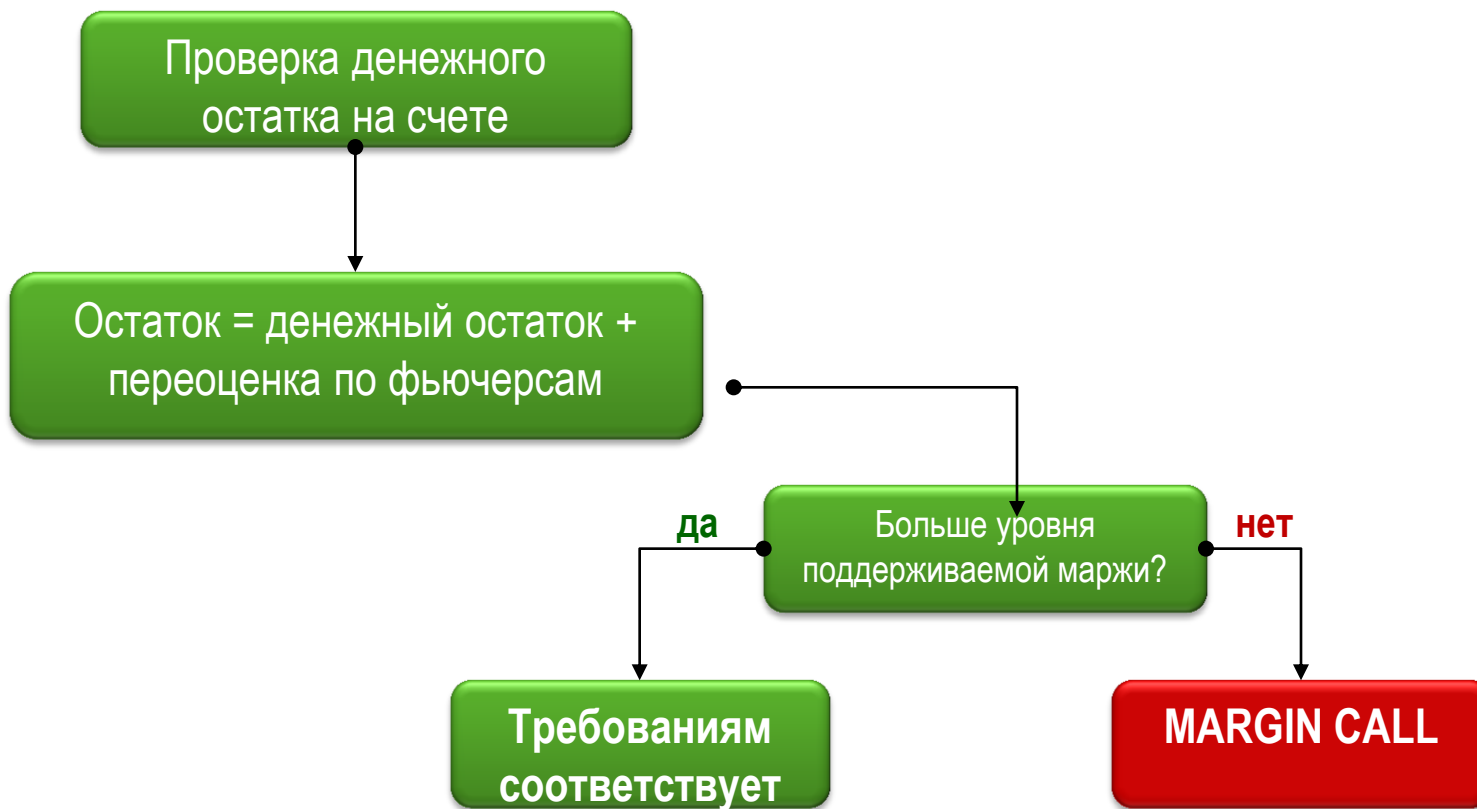 Проверка денежного
остатка на счете
Остаток = денежный остаток +
переоценка по фьючерсам
да
Больше уровня
поддерживаемой маржи?
нет
Требованиям
соответствует
MARGIN CALL